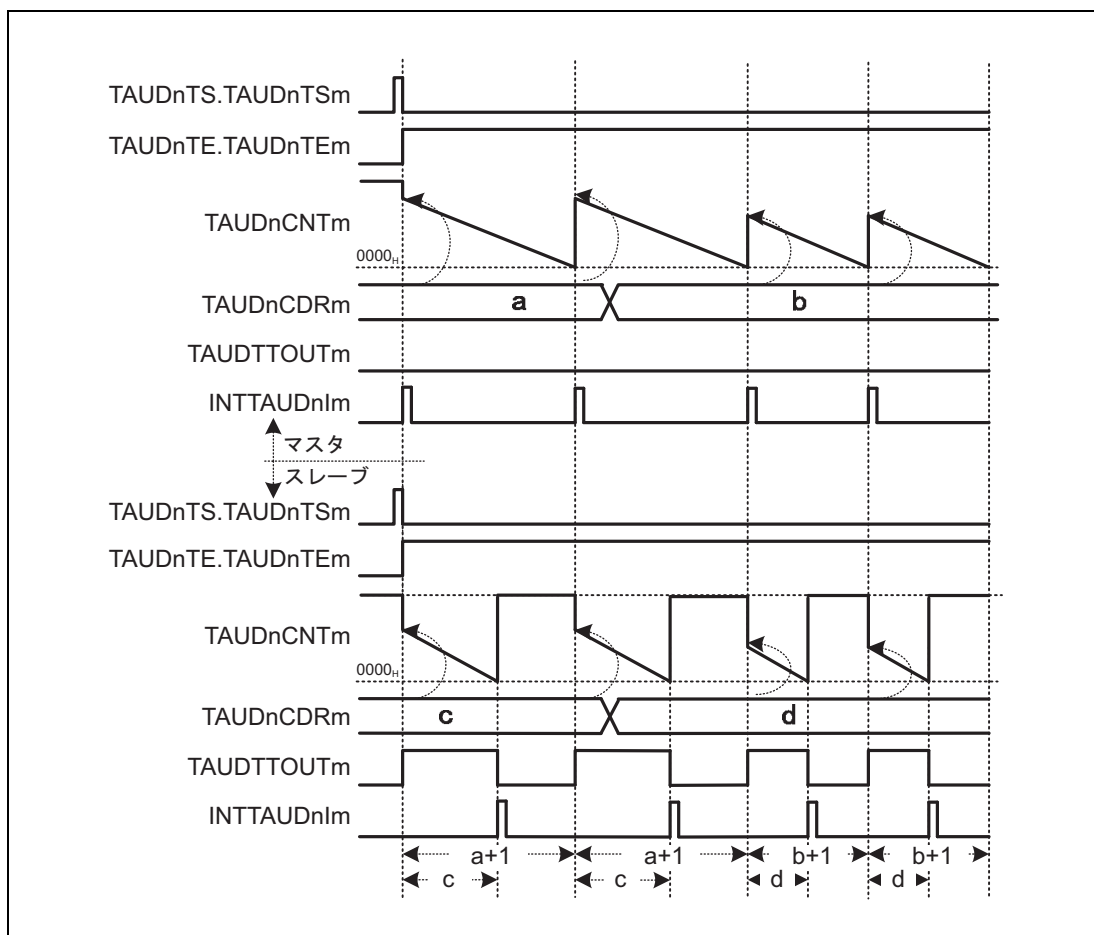 TAUDnTS.TAUDnTSm
TAUDnTE.TAUDnTEm
TAUDnCNTm
0000H
TAUDnCDRm
a
b
TAUDTTOUTm
INTTAUDnIm
マスタ
スレーブ
TAUDnTS.TAUDnTSm
TAUDnTE.TAUDnTEm
TAUDnCNTm
0000H
TAUDnCDRm
c
d
TAUDTTOUTm
INTTAUDnIm
a+1 a+1 b+1 b+1
c c d d